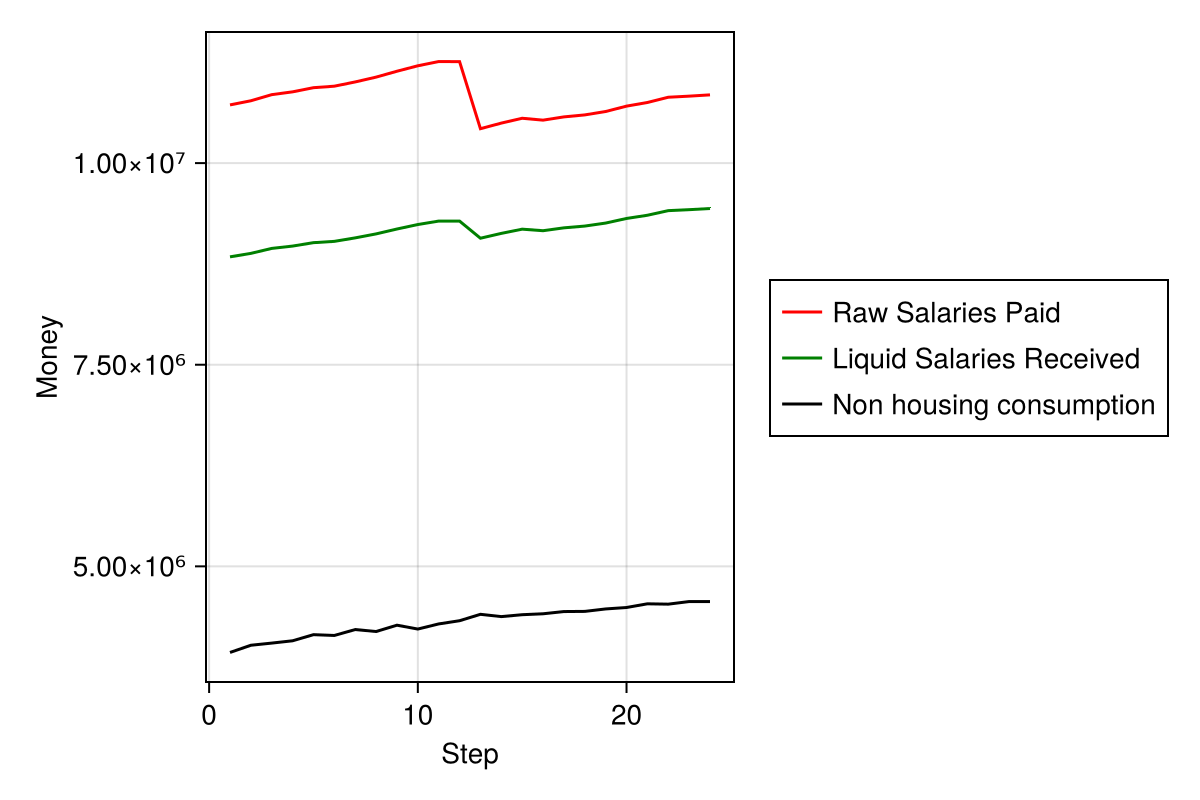 1.00×10⁷
7.50×10⁶
5.00×10⁶
Money
0 10 20
Step
Raw Salaries Paid
Liquid Salaries Received
Non housing consumption